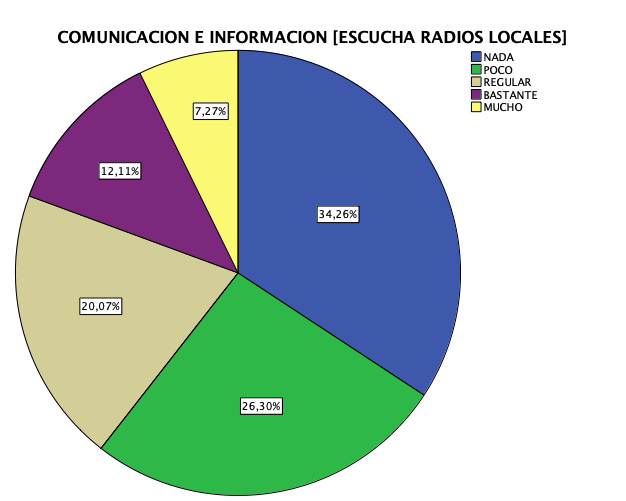 COMUNICACION E INFORMACION [ESCUCHA RADIOS LOCALES]
NADA
POCO
REGULAR
BASTANTE
MUCHO
7,27%
12,11%
34,26%
20,07%
26,30%